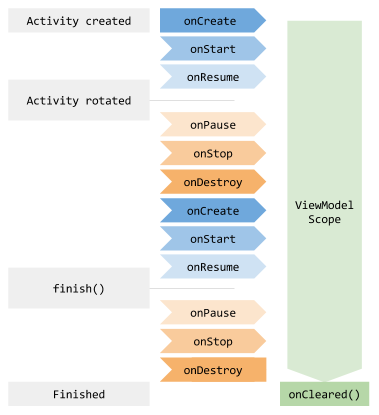 Activity created
onCreate
onStart
onResume
Activity rotated
onPause
onStop
onDestroy
onCreate
ViewModel
Scope
onStart
onResume
finish()
onPause
onStop
onDestroy
Finished
onCleared()